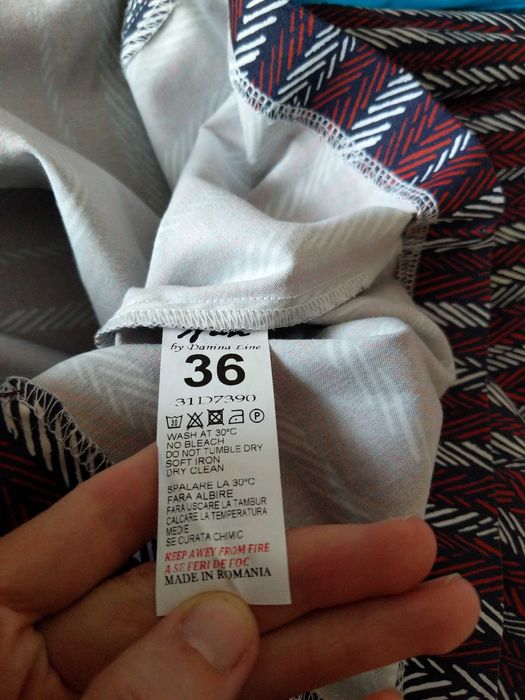 by Damina Line
36
31D7390
WASH AT 30°C
NO BLEACH
DO NOT TUMBLE DRY
SOFT IRON
DRY CLEAN
SPALARE LA 30°C
FARA ALBIRE
FARA USCARE LA TAMBUR
CALCARE LA TEMPERATURA
MEDIE
SE CURATA CHIMIC
KEEP AWAY FROM FIRE
A SE FERI DE FOC
MADE IN ROMANIA